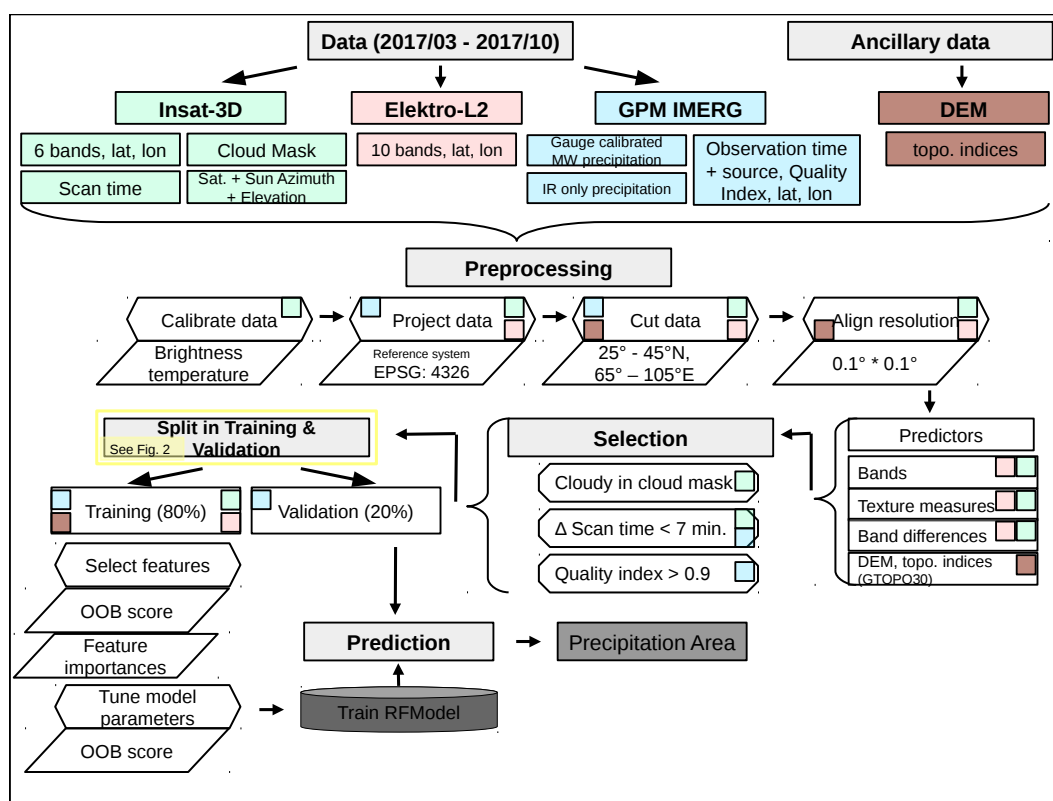 Data (2017/03 - 2017/10)
Ancillary data
Insat-3D
Elektro-L2
GPM IMERG
DEM
6 bands, lat, lon
Cloud Mask
10 bands, lat, lon
Gauge calibrated
MW precipitation
Observation time
+ source, Quality
Index, lat, lon
topo. indices
Scan time
Sat. + Sun Azimuth
+ Elevation
IR only precipitation
Preprocessing
Calibrate data
Project data
Cut data
Align resolution
Brightness
temperature
Reference system
EPSG: 4326
25° - 45°N,
65° – 105°E
0.1° * 0.1°
Split in Training &
Validation
See Fig. 2
Selection
Predictors
Bands
Texture measures
Band differences
DEM, topo. indices
(GTOPO30)
Cloudy in cloud mask
Δ Scan time < 7 min.
Quality index > 0.9
Training (80%)
Validation (20%)
Select features
OOB score
Feature
importances
Prediction
Precipitation Area
Tune model
parameters
Train RFModel
OOB score